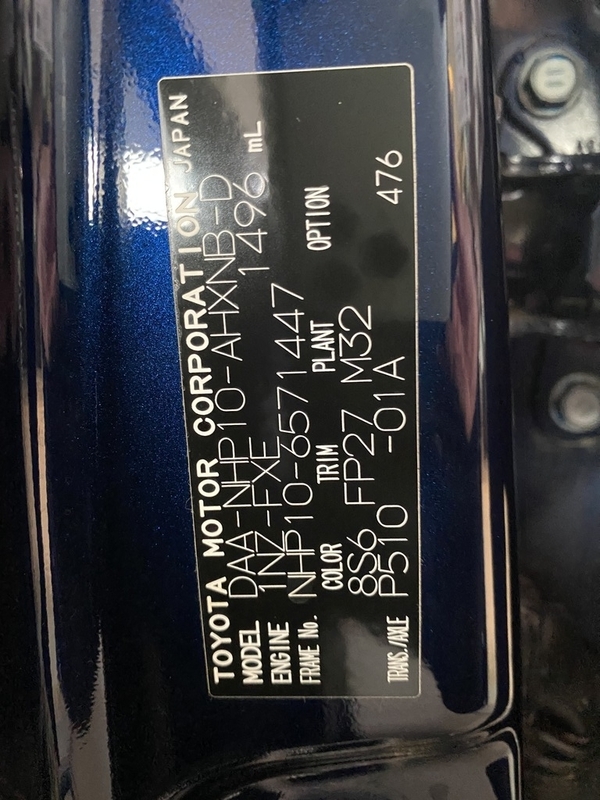 TOYOTA MOTOR CORPORATION JAPAN
MODEL DAA-NHP10-AHXNB-D
ENGINE 1NZ-FXE 1496 mL
FRAME No. NHP10-6571447
COLOR TRIM PLANT OPTION
8S6 FP27 M32
TRANS./AXLE P510 -01A 476